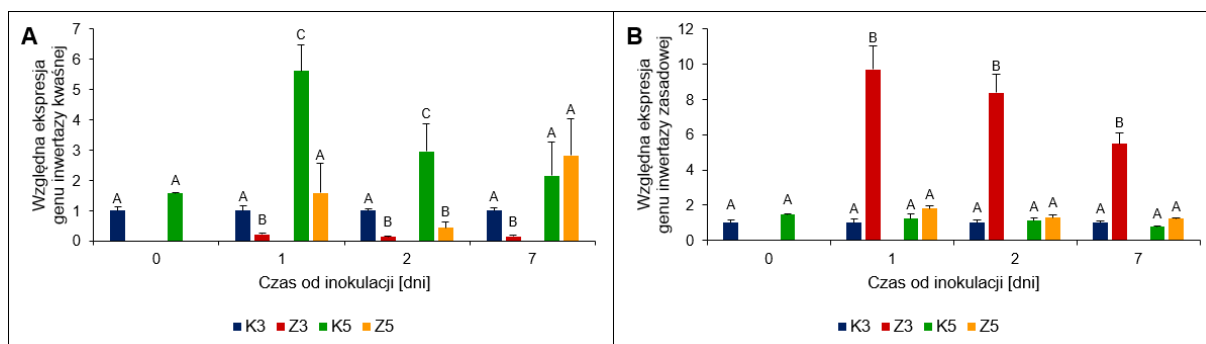 A
Względna ekspresja
genu inwertazy kwaśnej
7
6
5
4
3
2
1
0
A A A B C A A B C B A B A A
0 1 2 7
Czas od inokulacji [dni]
K3 Z3 K5 Z5
B
Względna ekspresja
genu inwertazy zasadowej
12
10
8
6
4
2
0
A A A B A A A B A A A B A A
0 1 2 7
Czas od inokulacji [dni]
K3 Z3 K5 Z5